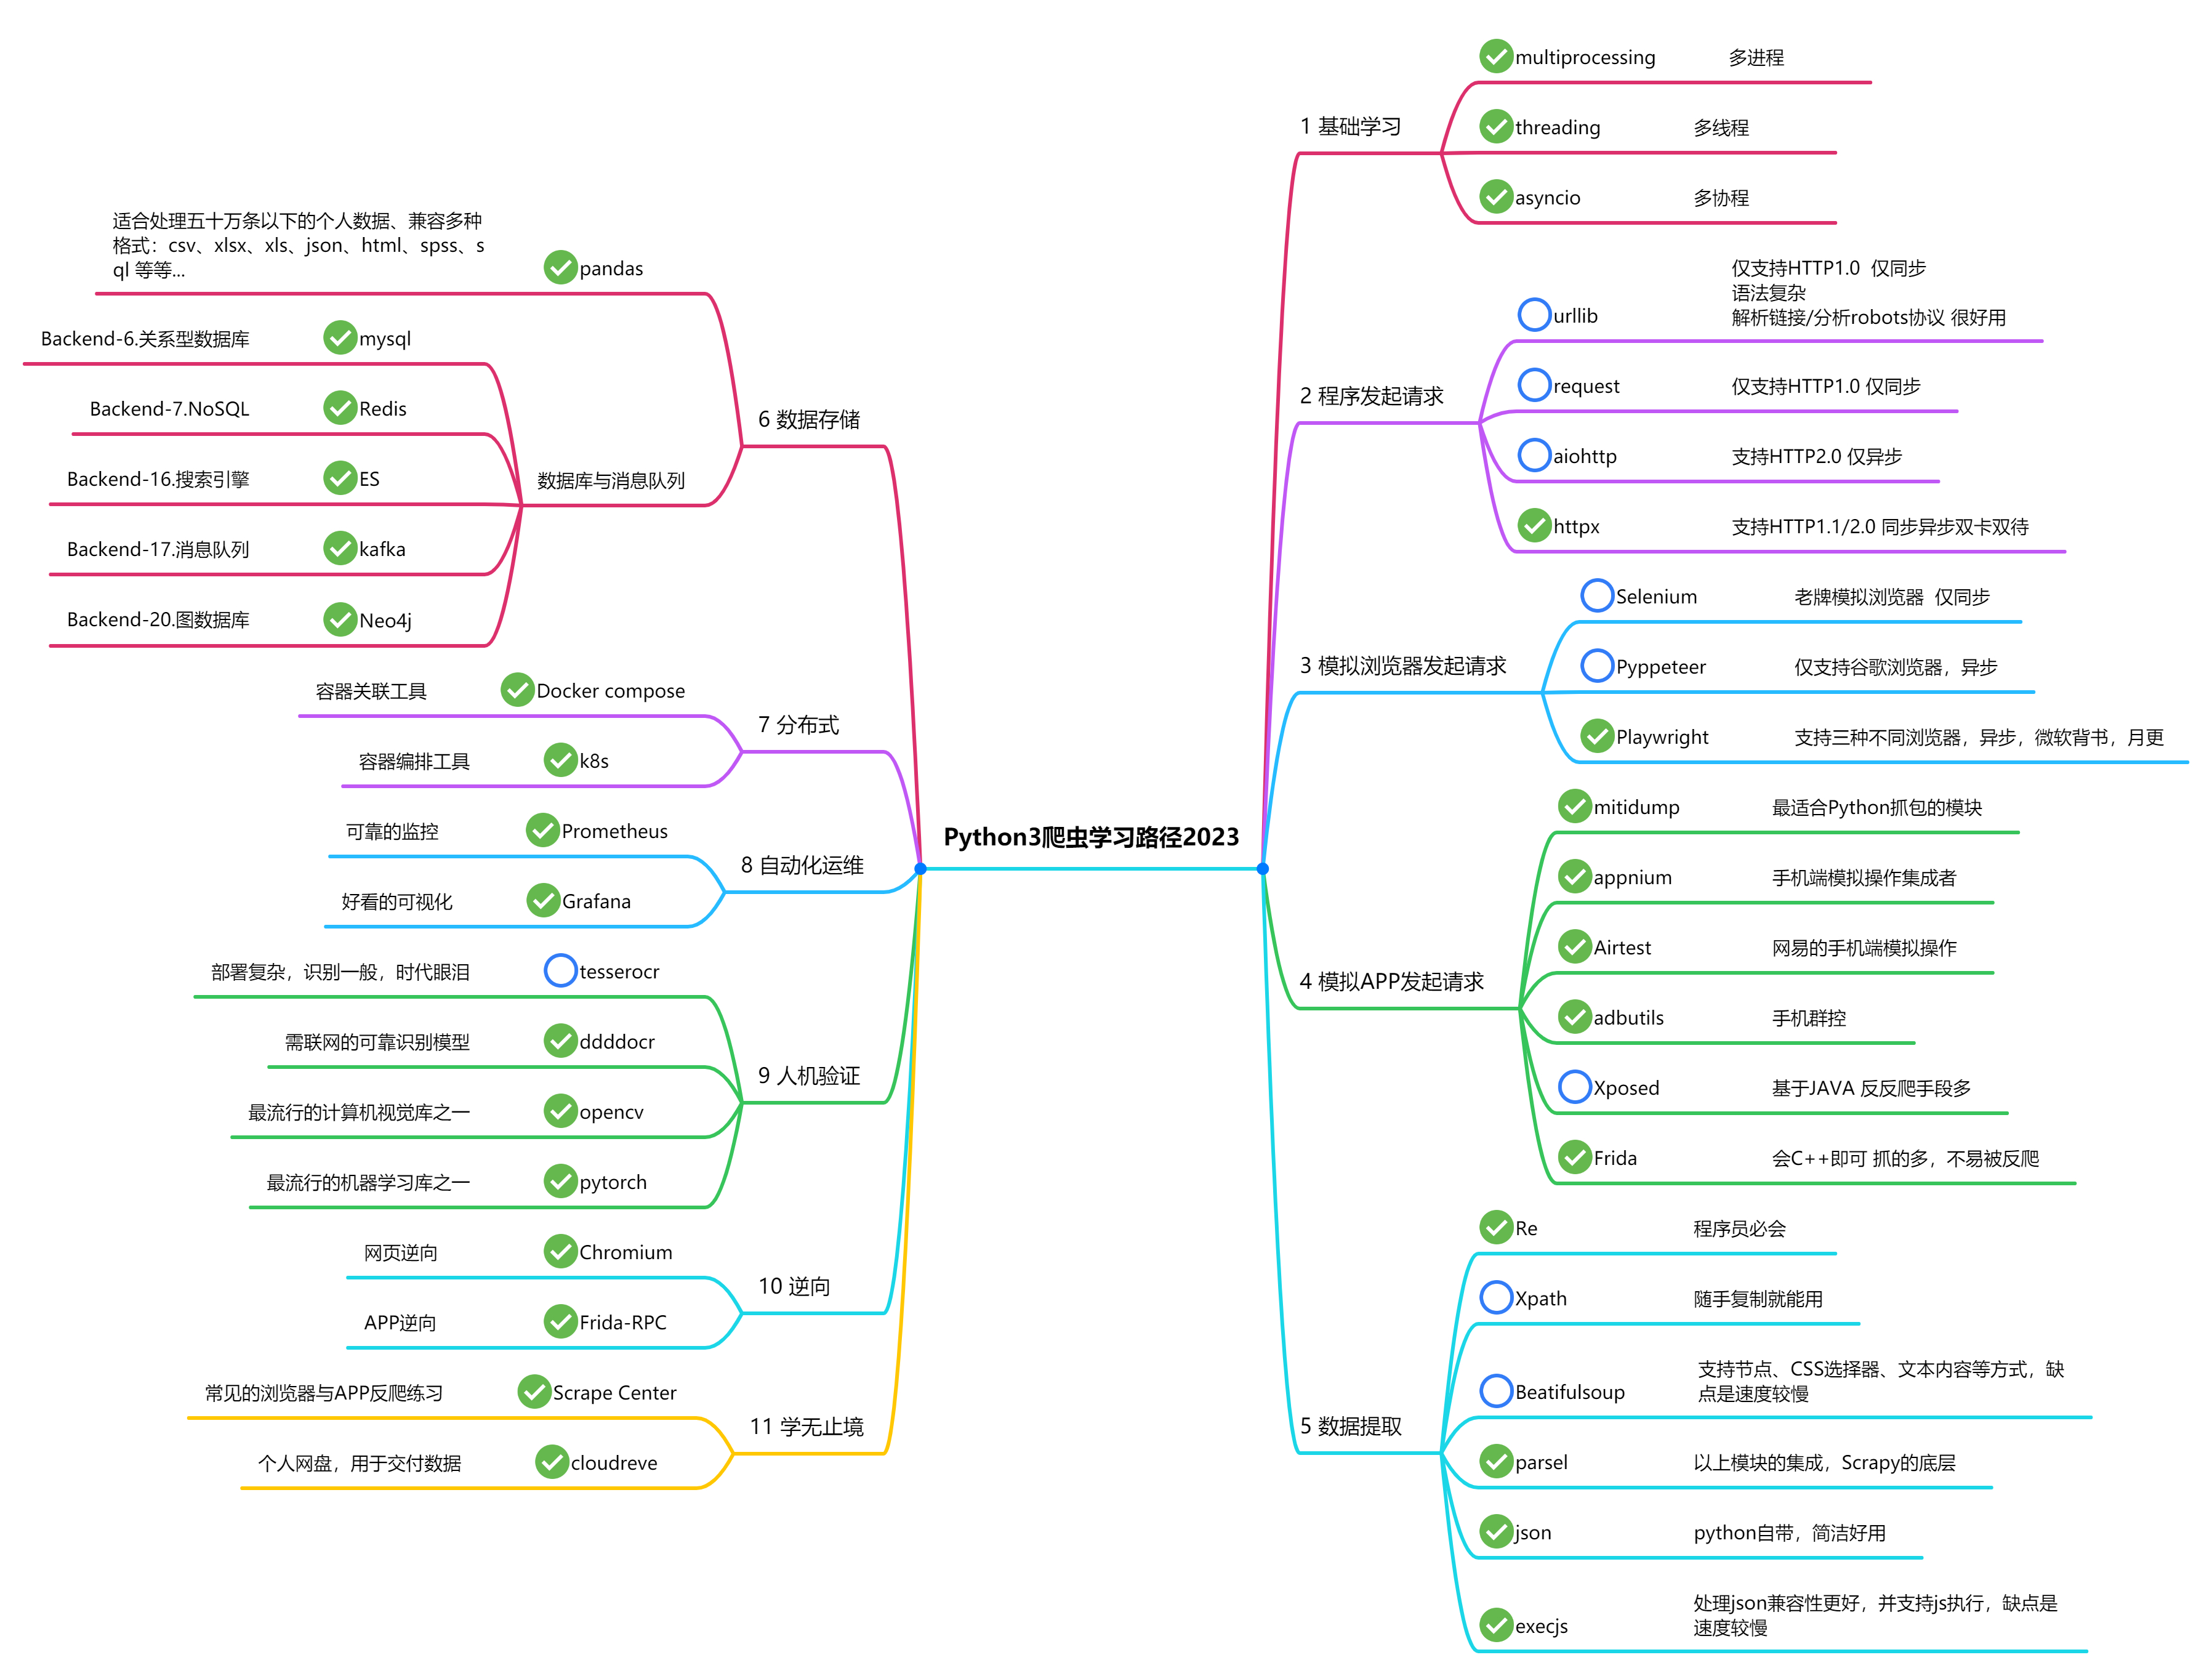 Python3爬虫学习路径2023
1 基础学习
multiprocessing 多进程
threading 多线程
asyncio 多协程
2 程序发起请求
urllib
仅支持HTTP1.0 仅同步
语法复杂
解析链接/分析robots协议 很好用
request 仅支持HTTP1.0 仅同步
aiohttp 支持HTTP2.0 仅异步
httpx 支持HTTP1.1/2.0 同步异步双卡双待
3 模拟浏览器发起请求
Selenium 老牌模拟浏览器 仅同步
Pyppeteer 仅支持谷歌浏览器，异步
Playwright 支持三种不同浏览器，异步，微软背书，月更
4 模拟APP发起请求
mitidump 最适合Python抓包的模块
appnium 手机端模拟操作集成者
Airtest 网易的手机端模拟操作
adbutils 手机群控
Xposed 基于JAVA 反反爬手段多
Frida 会C++即可 抓的多，不易被反爬
5 数据提取
Re 程序员必会
Xpath 随手复制就能用
Beatifulsoup
支持节点、CSS选择器、文本内容等方式，缺
点是速度较慢
parsel 以上模块的集成，Scrapy的底层
json python自带，简洁好用
execjs
处理json兼容性更好，并支持js执行，缺点是
速度较慢
6 数据存储
pandas
适合处理五十万条以下的个人数据、兼容多种
格式：csv、xlsx、xls、json、html、spss、s
ql 等等...
数据库与消息队列
mysql Backend-6.关系型数据库
Redis Backend-7.NoSQL
ES Backend-16.搜索引擎
kafka Backend-17.消息队列
Neo4j Backend-20.图数据库
7 分布式
Docker compose 容器关联工具
k8s 容器编排工具
8 自动化运维
Prometheus 可靠的监控
Grafana 好看的可视化
9 人机验证
tesserocr 部署复杂，识别一般，时代眼泪
ddddocr 需联网的可靠识别模型
opencv 最流行的计算机视觉库之一
pytorch 最流行的机器学习库之一
10 逆向
Chromium 网页逆向
Frida-RPC APP逆向
11 学无止境
Scrape Center 常见的浏览器与APP反爬练习
cloudreve 个人网盘，用于交付数据